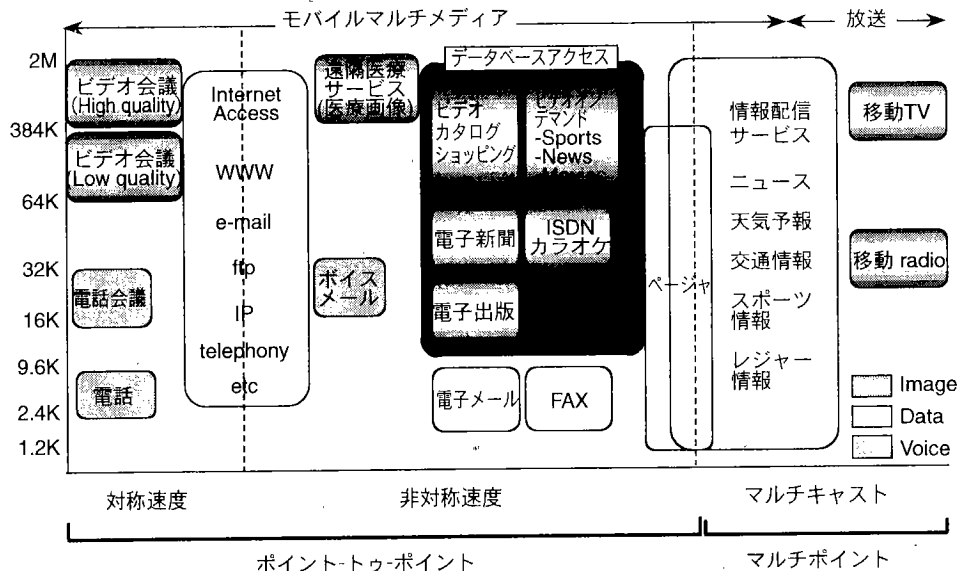 モバイルマルチメディア
放送
2M
384K
64K
32K
16K
9.6K
2.4K
1.2K
ビデオ会議
(High quality)
ビデオ会議
(Low quality)
電話会議
電話
Internet
Access
WWW
e-mail
ftp
IP
telephony
etc
遠隔医療
サービス
(医療画像)
ボイス
メール
データベースアクセス
ビデオ
カタログ
ショッピング
ビデオオン
デマンド
-Sports
-News
電子新聞
ISDN
カラオケ
電子出版
電子メール
FAX
ページャ
情報配信
サービス
ニュース
天気予報
交通情報
スポーツ
情報
レジャー
情報
移動TV
移動 radio
Image
Data
Voice
対称速度
非対称速度
マルチキャスト
ポイント-トゥ-ポイント
マルチポイント